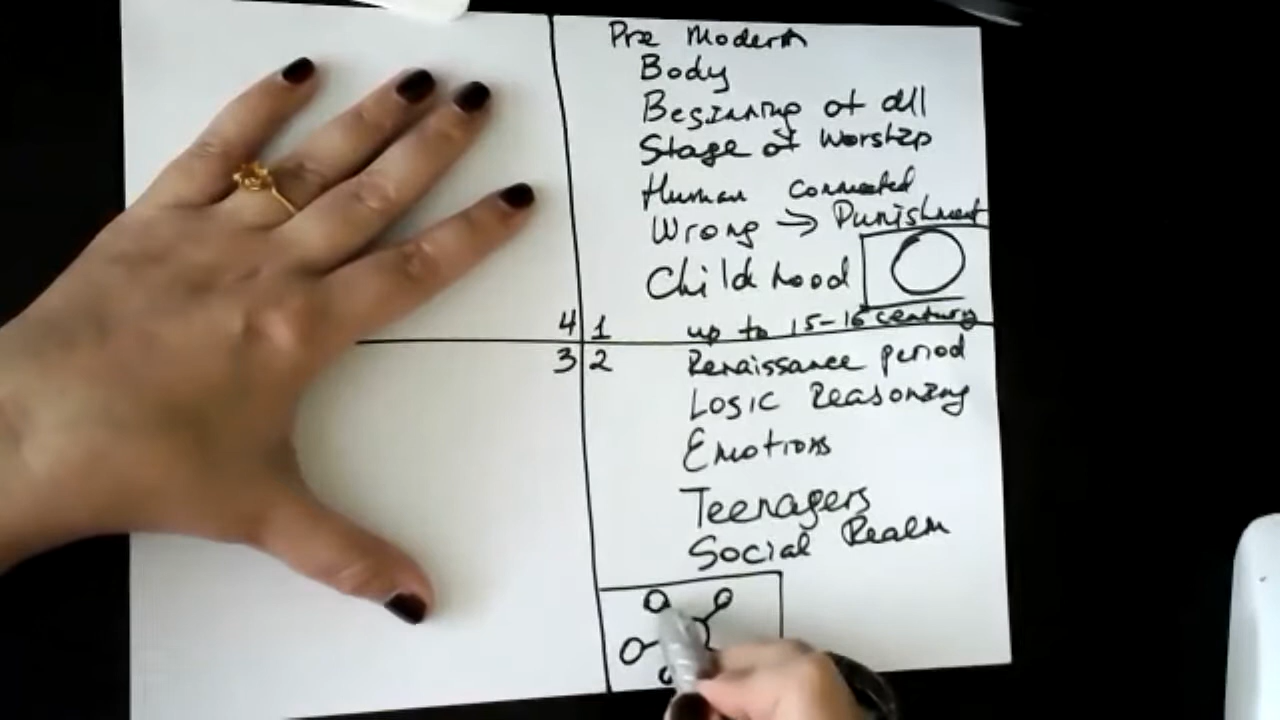 Pre Modern
Body
Beginning of all
Stage of Worship
Human connected
Wrong → Punishment
Childhood
up to 15-16 century
4 1
3 2
Renaissance period
Logic Reasoning
Emotions
Teenagers
Social Realm